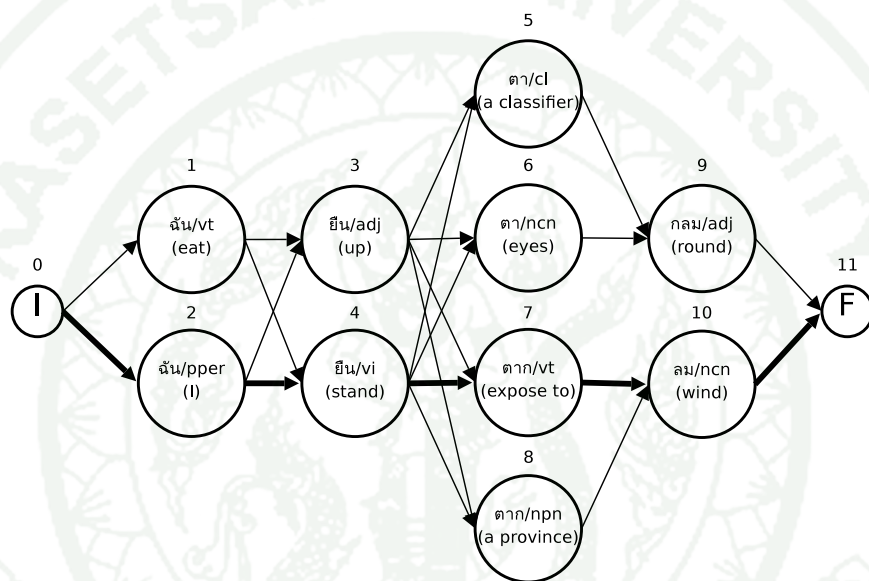 0
I
1
ฉัน/vt
(eat)
2
ฉัน/pper
(I)
3
ยืน/adj
(up)
4
ยืน/vi
(stand)
5
ตา/cl
(a classifier)
6
ตา/ncn
(eyes)
7
ตาก/vt
(expose to)
8
ตาก/npn
(a province)
9
กลม/adj
(round)
10
ลม/ncn
(wind)
11
F